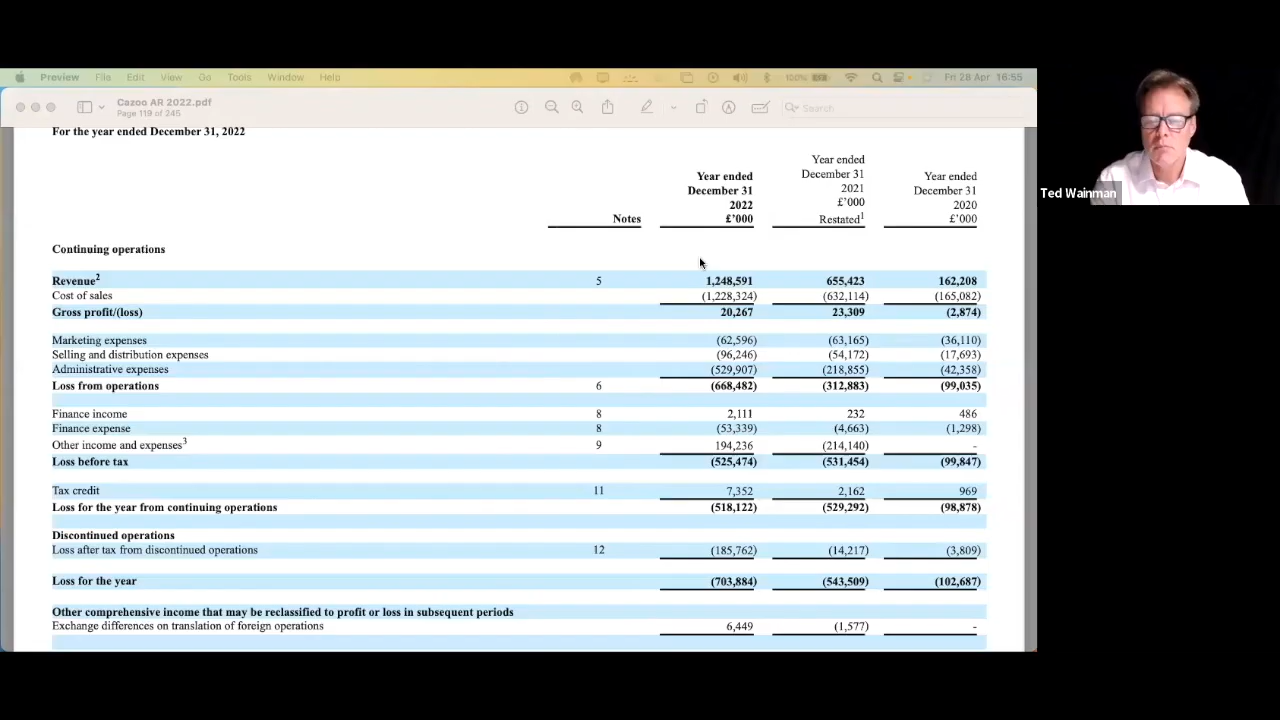 Preview File Edit View Go Tools Window Help 100% Fri 28 Apr 16:55
Cazoo AR 2022.pdf
Page 119 of 245
Search
For the year ended December 31, 2022
Notes
Year ended
December 31
2022
£’000
Year ended
December 31
2021
£’000
Restated1
Year ended
December 31
2020
£’000
Continuing operations
Revenue2 5 1,248,591 655,423 162,208
Cost of sales (1,228,324) (632,114) (165,082)
Gross profit/(loss) 20,267 23,309 (2,874)
Marketing expenses (62,596) (63,165) (36,110)
Selling and distribution expenses (96,246) (54,172) (17,693)
Administrative expenses (529,907) (218,855) (42,358)
Loss from operations 6 (668,482) (312,883) (99,035)
Finance income 8 2,111 232 486
Finance expense 8 (53,339) (4,663) (1,298)
Other income and expenses3 9 194,236 (214,140) -
Loss before tax (525,474) (531,454) (99,847)
Tax credit 11 7,352 2,162 969
Loss for the year from continuing operations (518,122) (529,292) (98,878)
Discontinued operations
Loss after tax from discontinued operations 12 (185,762) (14,217) (3,809)
Loss for the year (703,884) (543,509) (102,687)
Other comprehensive income that may be reclassified to profit or loss in subsequent periods
Exchange differences on translation of foreign operations 6,449 (1,577) -
Ted Wainman